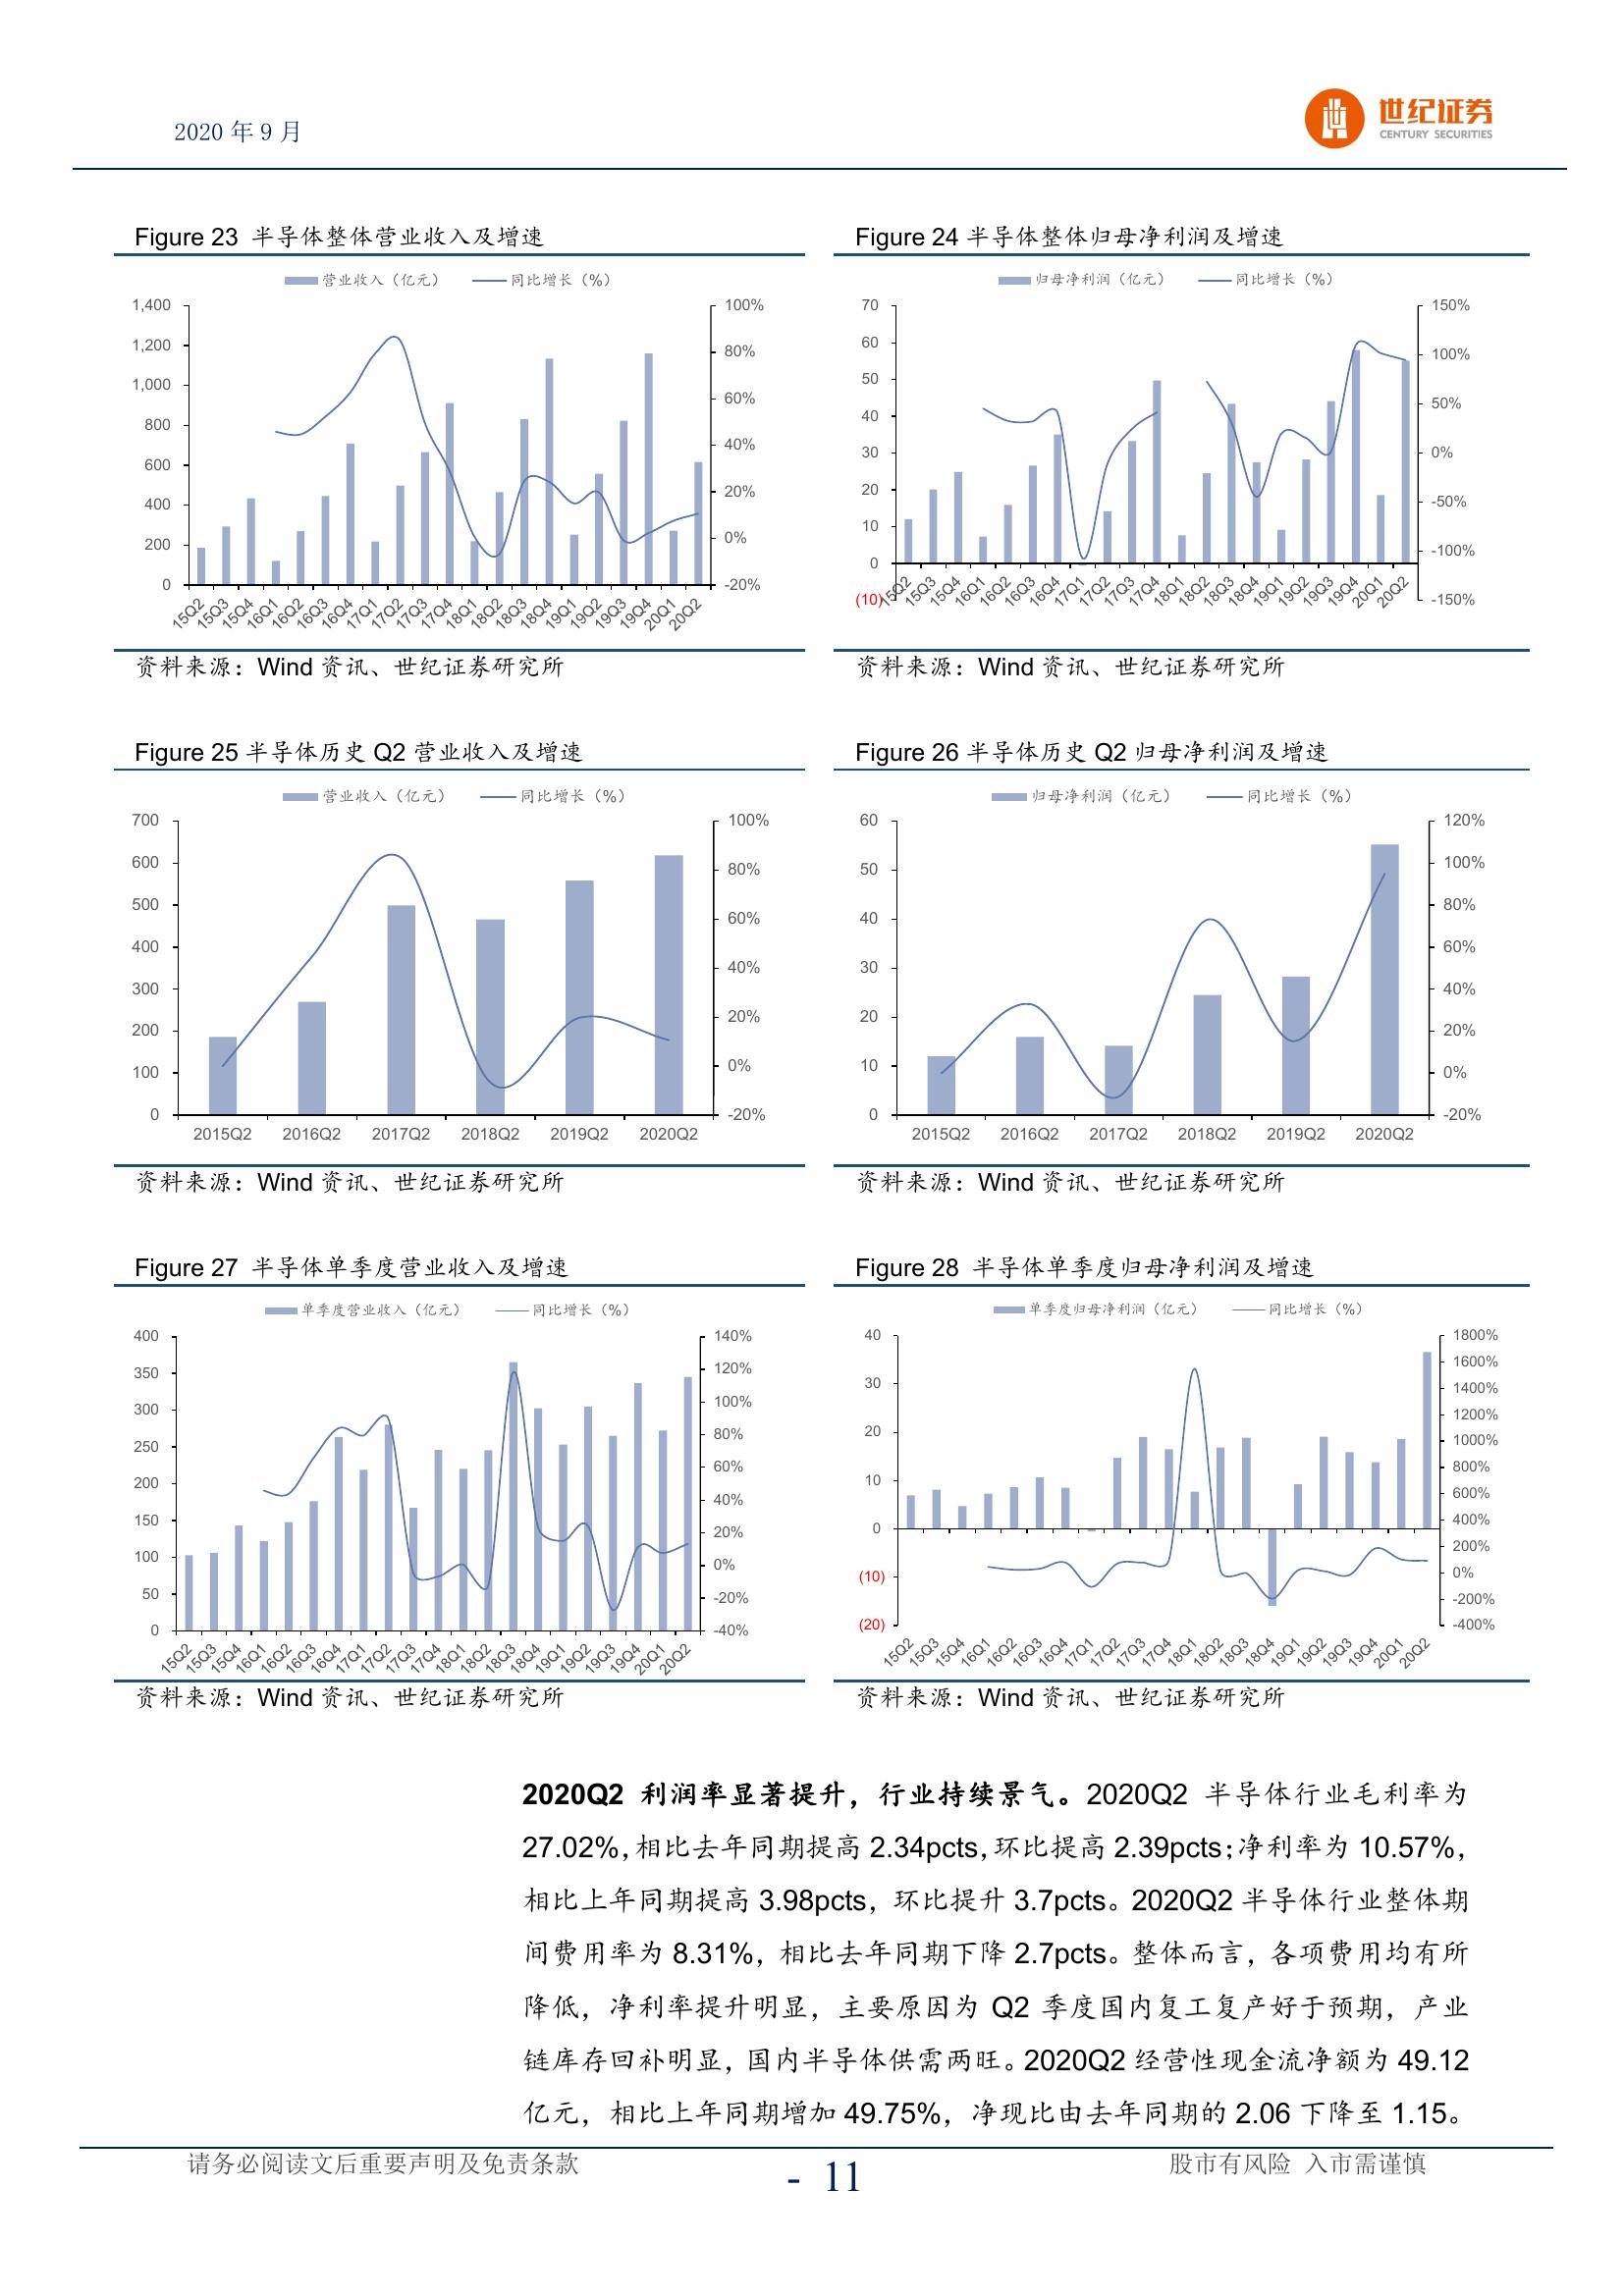 2020 年 9 月
世纪证券
CENTURY SECURITIES
Figure 23 半导体整体营业收入及增速
营业收入（亿元） 同比增长（%）
1,400
1,200
1,000
800
600
400
200
0
100%
80%
60%
40%
20%
0%
-20%
15Q2 15Q3 15Q4 16Q1 16Q2 16Q3 16Q4 17Q1 17Q2 17Q3 17Q4 18Q1 18Q2 18Q3 18Q4 19Q1 19Q2 19Q3 19Q4 20Q1 20Q2
资料来源：Wind 资讯、世纪证券研究所
Figure 24 半导体整体归母净利润及增速
归母净利润（亿元） 同比增长（%）
70
60
50
40
30
20
10
0
(10)
150%
100%
50%
0%
-50%
-100%
-150%
15Q2 15Q3 15Q4 16Q1 16Q2 16Q3 16Q4 17Q1 17Q2 17Q3 17Q4 18Q1 18Q2 18Q3 18Q4 19Q1 19Q2 19Q3 19Q4 20Q1 20Q2
资料来源：Wind 资讯、世纪证券研究所
Figure 25 半导体历史 Q2 营业收入及增速
营业收入（亿元） 同比增长（%）
700
600
500
400
300
200
100
0
100%
80%
60%
40%
20%
0%
-20%
2015Q2 2016Q2 2017Q2 2018Q2 2019Q2 2020Q2
资料来源：Wind 资讯、世纪证券研究所
Figure 26 半导体历史 Q2 归母净利润及增速
归母净利润（亿元） 同比增长（%）
60
50
40
30
20
10
0
120%
100%
80%
60%
40%
20%
0%
-20%
2015Q2 2016Q2 2017Q2 2018Q2 2019Q2 2020Q2
资料来源：Wind 资讯、世纪证券研究所
Figure 27 半导体单季度营业收入及增速
单季度营业收入（亿元） 同比增长（%）
400
350
300
250
200
150
100
50
0
140%
120%
100%
80%
60%
40%
20%
0%
-20%
-40%
15Q2 15Q3 15Q4 16Q1 16Q2 16Q3 16Q4 17Q1 17Q2 17Q3 17Q4 18Q1 18Q2 18Q3 18Q4 19Q1 19Q2 19Q3 19Q4 20Q1 20Q2
资料来源：Wind 资讯、世纪证券研究所
Figure 28 半导体单季度归母净利润及增速
单季度归母净利润（亿元） 同比增长（%）
40
30
20
10
0
(10)
(20)
1800%
1600%
1400%
1200%
1000%
800%
600%
400%
200%
0%
-200%
-400%
15Q2 15Q3 15Q4 16Q1 16Q2 16Q3 16Q4 17Q1 17Q2 17Q3 17Q4 18Q1 18Q2 18Q3 18Q4 19Q1 19Q2 19Q3 19Q4 20Q1 20Q2
资料来源：Wind 资讯、世纪证券研究所
2020Q2 利润率显著提升，行业持续景气。2020Q2 半导体行业毛利率为
27.02%，相比去年同期提高 2.34pcts，环比提高 2.39pcts；净利率为 10.57%，
相比上年同期提高 3.98pcts，环比提升 3.7pcts。2020Q2 半导体行业整体期
间费用率为 8.31%，相比去年同期下降 2.7pcts。整体而言，各项费用均有所
降低，净利率提升明显，主要原因为 Q2 季度国内复工复产好于预期，产业
链库存回补明显，国内半导体供需两旺。2020Q2 经营性现金流净额为 49.12
亿元，相比上年同期增加 49.75%，净现比由去年同期的 2.06 下降至 1.15。
请务必阅读文后重要声明及免责条款
- 11
股市有风险 入市需谨慎